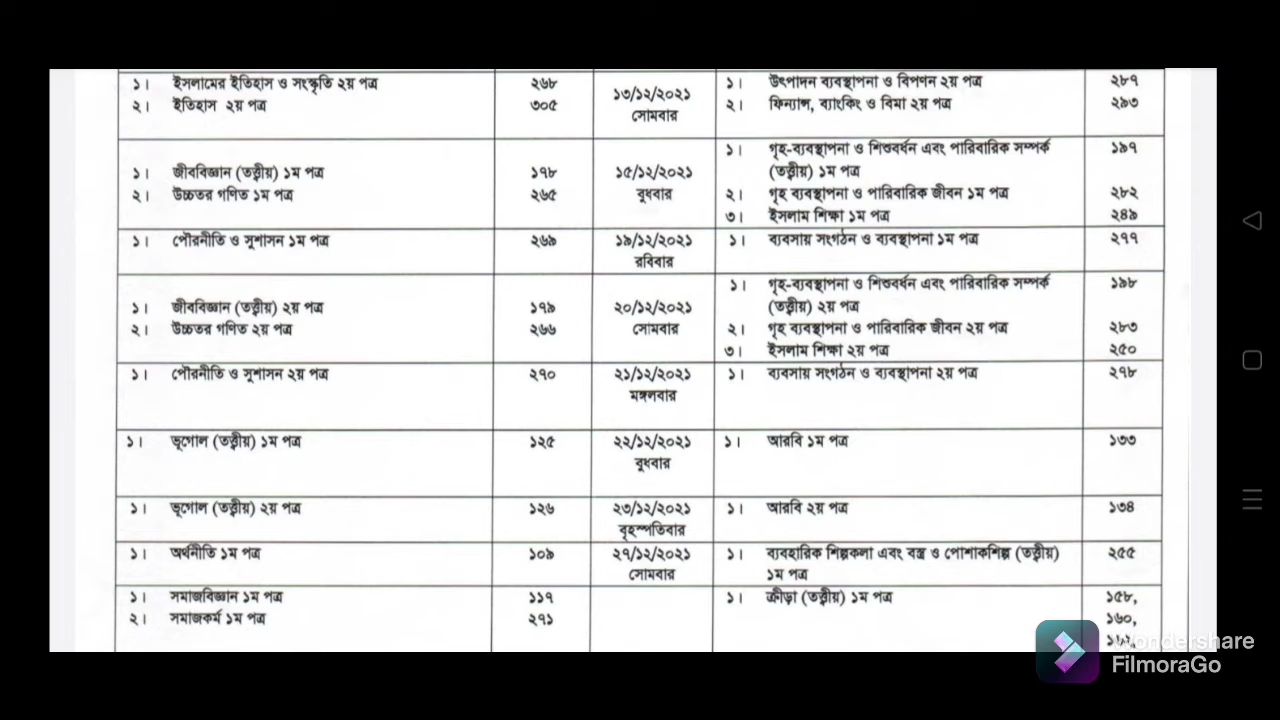 ১। ইসলামের ইতিহাস ও সংস্কৃতি ২য় পত্র ২৬৮ ১৩/১২/২০২১ ১। উৎপাদন ব্যবস্থাপনা ও বিপণন ২য় পত্র ২৮৭
২। ইতিহাস ২য় পত্র ৩০৫ সোমবার ২। ফিন্যান্স, ব্যাংকিং ও বিমা ২য় পত্র ২৯৩
১। গৃহ-ব্যবস্থাপনা ও শিশুবর্ধন এবং পারিবারিক সম্পর্ক ১৯৭
১। জীববিজ্ঞান (তত্ত্বীয়) ১ম পত্র ১৭৮ ১৫/১২/২০২১ (তত্ত্বীয়) ১ম পত্র
২। উচ্চতর গণিত ১ম পত্র ২৬৫ বুধবার ২। গৃহ ব্যবস্থাপনা ও পারিবারিক জীবন ১ম পত্র ২৮২
৩। ইসলাম শিক্ষা ১ম পত্র ২৪৯
১। পৌরনীতি ও সুশাসন ১ম পত্র ২৬৯ ১৯/১২/২০২১ ১। ব্যবসায় সংগঠন ও ব্যবস্থাপনা ১ম পত্র ২৭৭
রবিবার
১। গৃহ-ব্যবস্থাপনা ও শিশুবর্ধন এবং পারিবারিক সম্পর্ক ১৯৮
১। জীববিজ্ঞান (তত্ত্বীয়) ২য় পত্র ১৭৯ ২০/১২/২০২১ (তত্ত্বীয়) ২য় পত্র
২। উচ্চতর গণিত ২য় পত্র ২৬৬ সোমবার ২। গৃহ ব্যবস্থাপনা ও পারিবারিক জীবন ২য় পত্র ২৮৩
৩। ইসলাম শিক্ষা ২য় পত্র ২৫০
১। পৌরনীতি ও সুশাসন ২য় পত্র ২৭০ ২১/১২/২০২১ ১। ব্যবসায় সংগঠন ও ব্যবস্থাপনা ২য় পত্র ২৭৮
মঙ্গলবার
১। ভূগোল (তত্ত্বীয়) ১ম পত্র ১২৫ ২২/১২/২০২১ ১। আরবি ১ম পত্র ১৩৩
বুধবার
১। ভূগোল (তত্ত্বীয়) ২য় পত্র ১২৬ ২৩/১২/২০২১ ১। আরবি ২য় পত্র ১৩৪
বৃহস্পতিবার
১। অর্থনীতি ১ম পত্র ১০৯ ২৭/১২/২০২১ ১। ব্যবহারিক শিল্পকলা এবং বস্ত্র ও পোশাকশিল্প (তত্ত্বীয়) ২৫৫
সোমবার ১ম পত্র
১। সমাজবিজ্ঞান ১ম পত্র ১১৭ ১। ক্রীড়া (তত্ত্বীয়) ১ম পত্র ১৫৮,
২। সমাজকর্ম ১ম পত্র ২৭১ ১৬০,
Wondershare
FilmoraGo